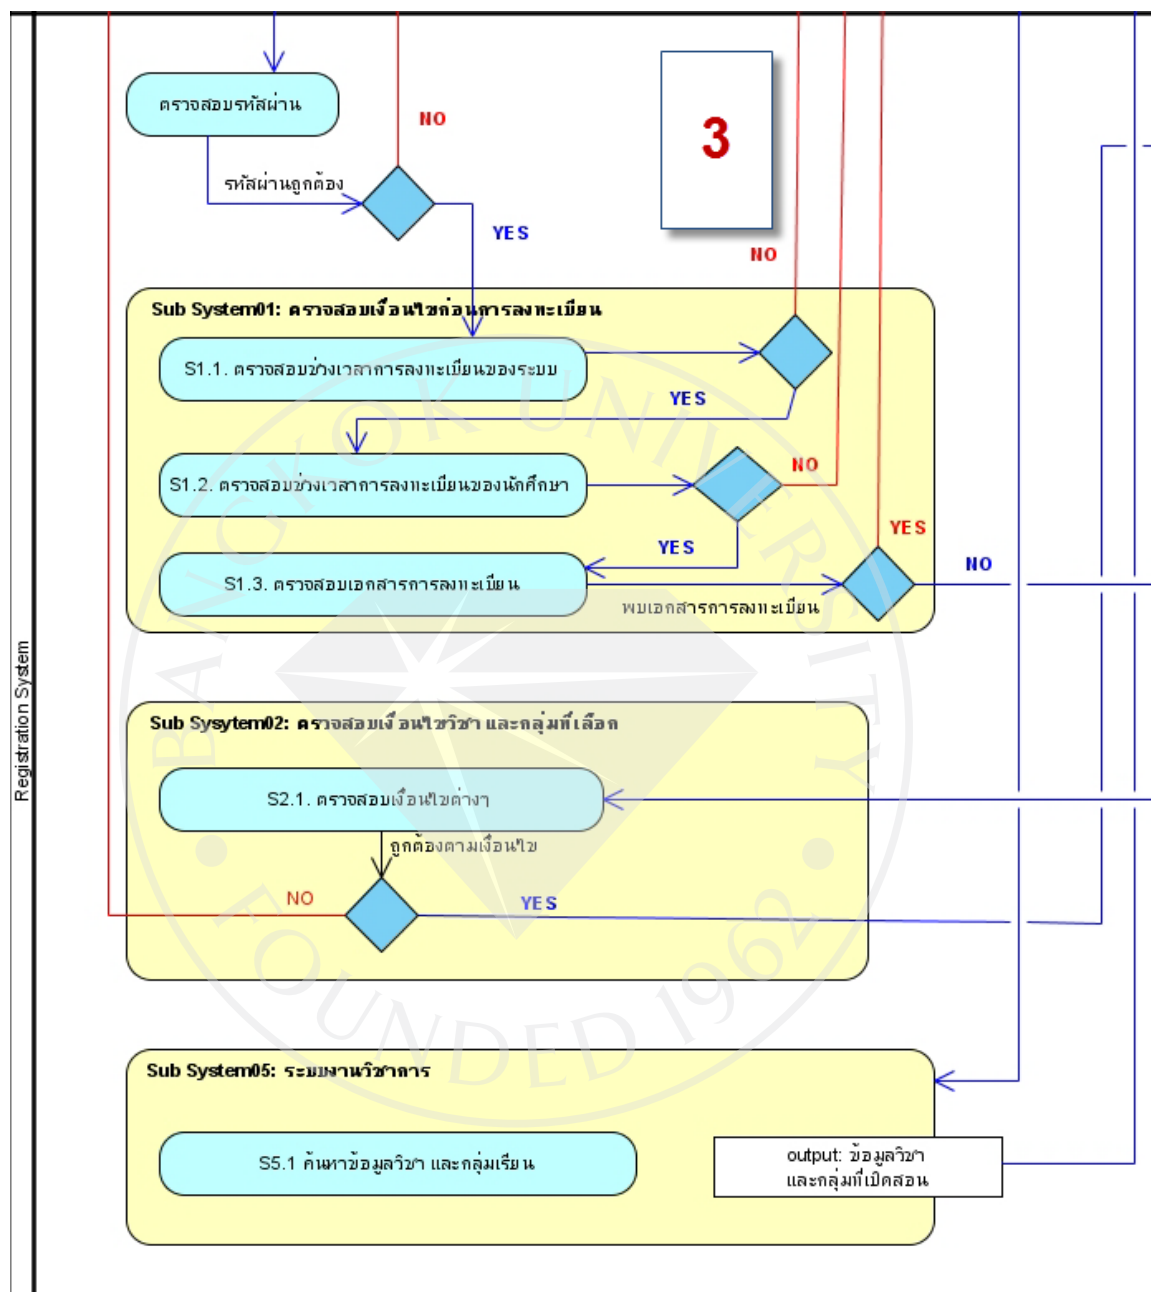 ตรวจสอบรหัสผ่าน
NO
3
รหัสผ่านถูกต้อง
YES
NO
Sub System01: ตรวจสอบเงื่อนไขก่อนการลงทะเบียน
S1.1. ตรวจสอบช่วงเวลาการลงทะเบียนของระบบ
YES
S1.2. ตรวจสอบช่วงเวลาการลงทะเบียนของนักศึกษา
NO
YES
YES
S1.3. ตรวจสอบเอกสารการลงทะเบียน
NO
พบเอกสารการลงทะเบียน
Registration System
Sub Sysytem02: ตรวจสอบเงื่อนไขวิชา และกลุ่มที่เลือก
S2.1. ตรวจสอบเงื่อนไขต่างๆ
ถูกต้องตามเงื่อนไข
NO
YES
Sub System05: ระบบงานวิชาการ
S5.1 ค้นหาข้อมูลวิชา และกลุ่มเรียน
output: ข้อมูลวิชา
และกลุ่มที่เปิดสอน
BANGKOK UNIVERSITY
FOUNDED 1962